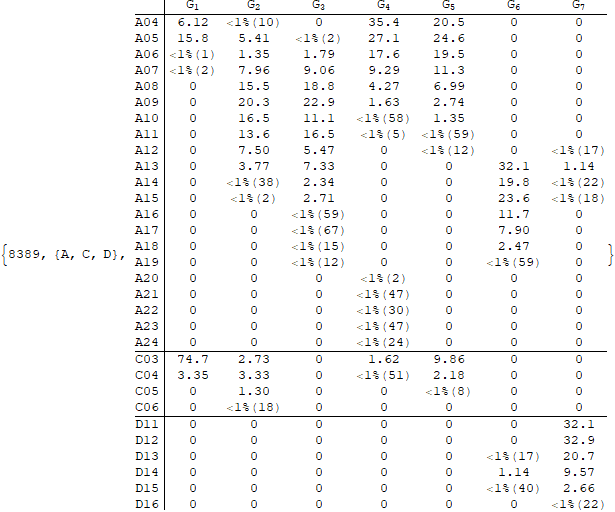 G1 G2 G3 G4 G5 G6 G7
A04 6.12 <1%(10) 0 35.4 20.5 0 0
A05 15.8 5.41 <1%(2) 27.1 24.6 0 0
A06 <1%(1) 1.35 1.79 17.6 19.5 0 0
A07 <1%(2) 7.96 9.06 9.29 11.3 0 0
A08 0 15.5 18.8 4.27 6.99 0 0
A09 0 20.3 22.9 1.63 2.74 0 0
A10 0 16.5 11.1 <1%(58) 1.35 0 0
A11 0 13.6 16.5 <1%(5) <1%(59) 0 0
A12 0 7.50 5.47 0 <1%(12) 0 <1%(17)
A13 0 3.77 7.33 0 0 32.1 1.14
A14 0 <1%(38) 2.34 0 0 19.8 <1%(22)
A15 0 <1%(2) 2.71 0 0 23.6 <1%(18)
A16 0 0 <1%(59) 0 0 11.7 0
A17 0 0 <1%(67) 0 0 7.90 0
A18 0 0 <1%(15) 0 0 2.47 0
{8389, {A, C, D}, A19 0 0 <1%(12) 0 0 <1%(59) 0 }
A20 0 0 0 <1%(2) 0 0 0
A21 0 0 0 <1%(47) 0 0 0
A22 0 0 0 <1%(30) 0 0 0
A23 0 0 0 <1%(47) 0 0 0
A24 0 0 0 <1%(24) 0 0 0
C03 74.7 2.73 0 1.62 9.86 0 0
C04 3.35 3.33 0 <1%(51) 2.18 0 0
C05 0 1.30 0 0 <1%(8) 0 0
C06 0 <1%(18) 0 0 0 0 0
D11 0 0 0 0 0 0 32.1
D12 0 0 0 0 0 0 32.9
D13 0 0 0 0 0 <1%(17) 20.7
D14 0 0 0 0 0 1.14 9.57
D15 0 0 0 0 0 <1%(40) 2.66
D16 0 0 0 0 0 0 <1%(22)